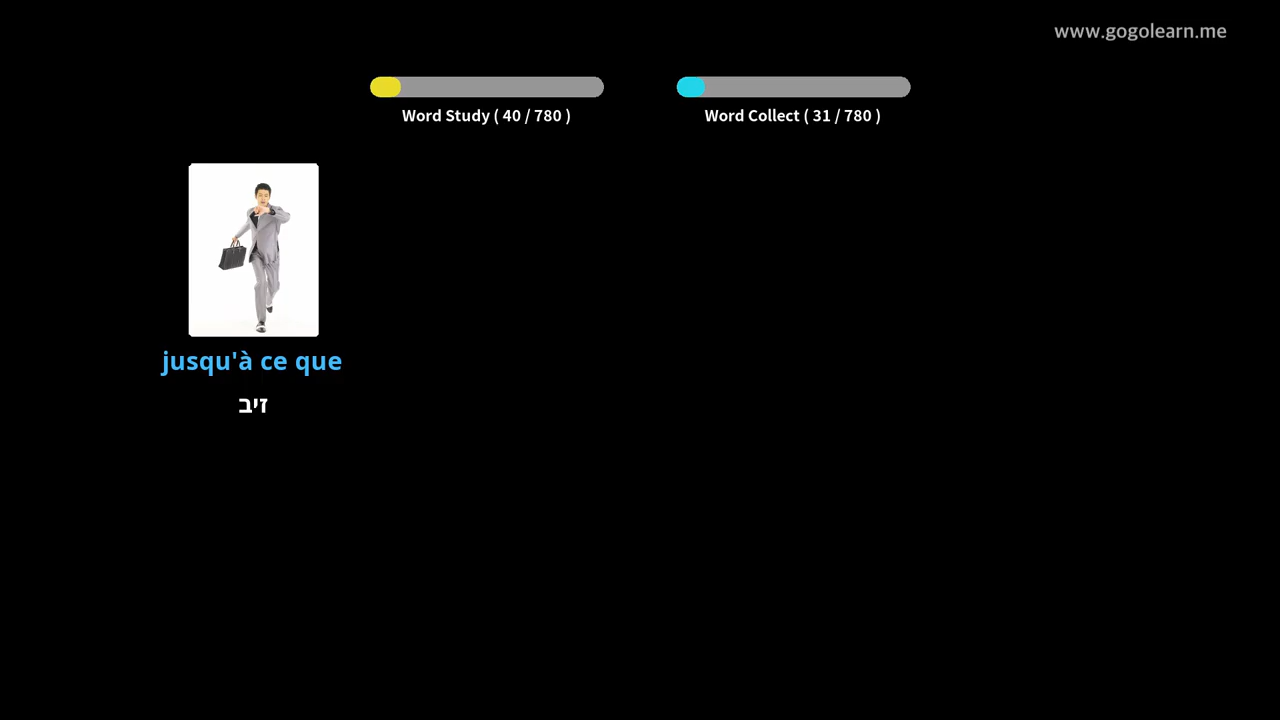 www.gogolearn.me
Word Study ( 40 / 780 )
Word Collect ( 31 / 780 )
jusqu'à ce que
זיב